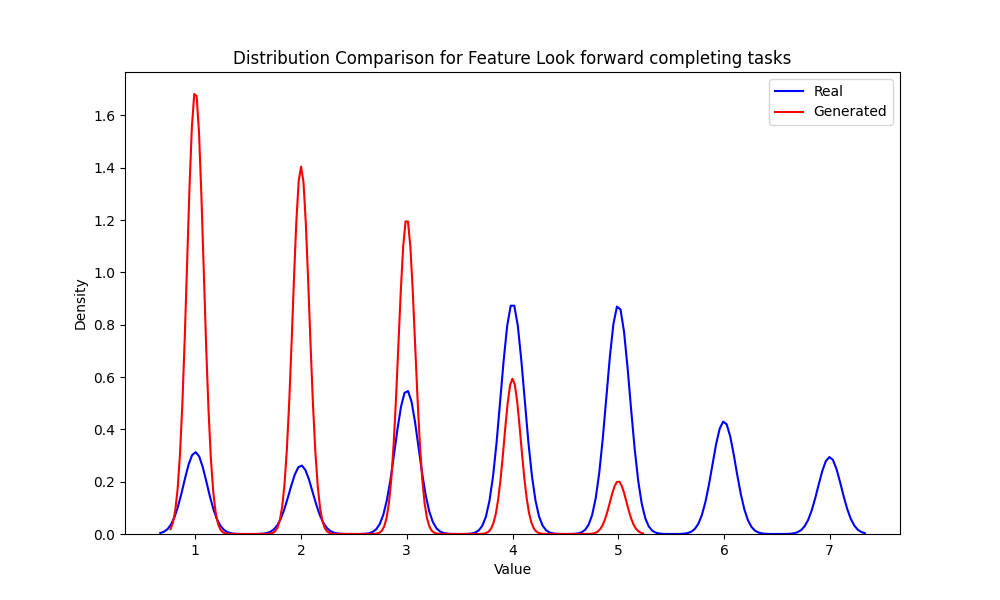 Distribution Comparison for Feature Look forward completing tasks
Real
Generated
Density
1.6
1.4
1.2
1.0
0.8
0.6
0.4
0.2
0.0
1 2 3 4 5 6 7
Value